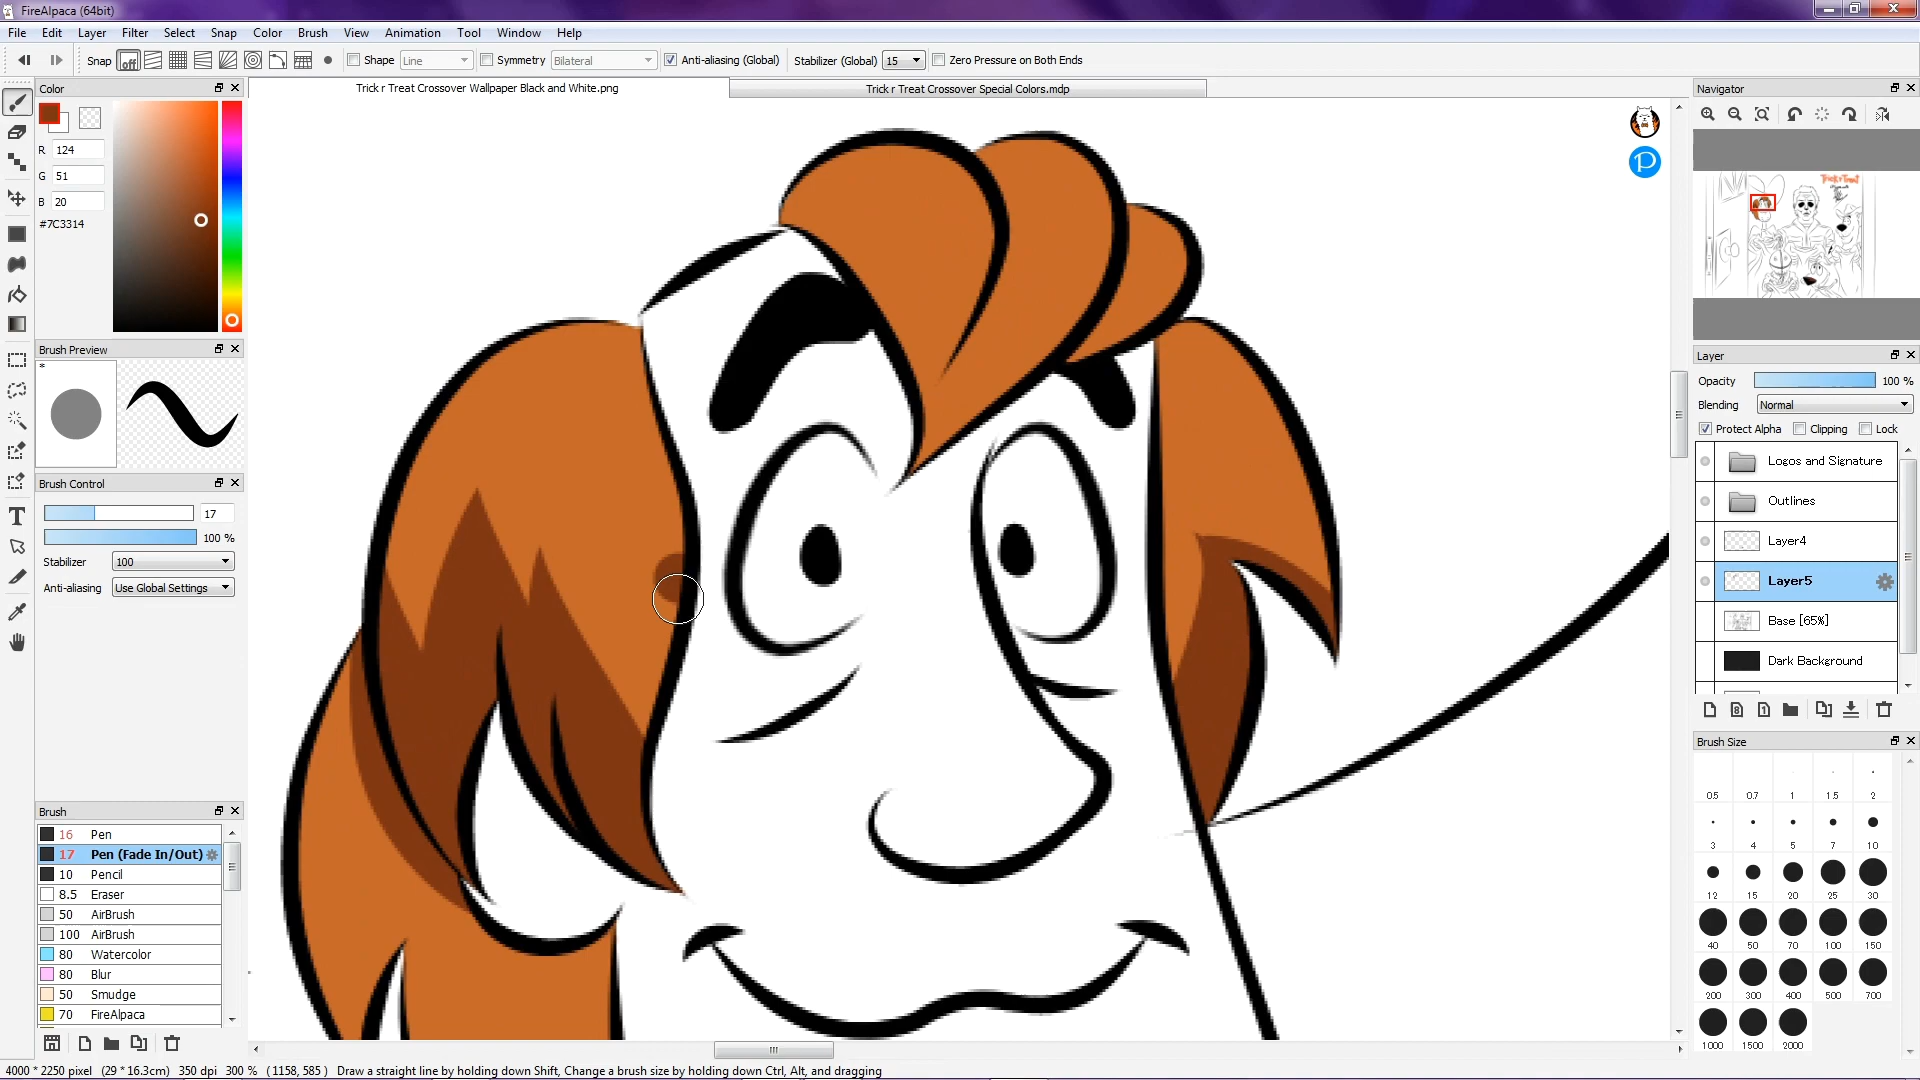 FireAlpaca (64bit)
File Edit Layer Filter Select Snap Color Brush View Animation Tool Window Help
Snap off Shape Line Symmetry Bilateral Anti-aliasing (Global) Stabilizer (Global) 15 Zero Pressure on Both Ends
Color
R 124
G 51
B 20
#7C3314
Brush Preview
*
Brush Control
17
100 %
Stabilizer 100
Anti-aliasing Use Global Settings
Brush
16 Pen
17 Pen (Fade In/Out)
10 Pencil
8.5 Eraser
50 AirBrush
100 AirBrush
80 Watercolor
80 Blur
50 Smudge
70 FireAlpaca
Trick r Treat Crossover Wallpaper Black and White.png
Trick r Treat Crossover Special Colors.mdp
P
Navigator
Trick r Treat
Layer
Opacity 100 %
Blending Normal
Protect Alpha Clipping Lock
Logos and Signature
Outlines
Layer4
Layer5
Base [65%]
Dark Background
Brush Size
0.5 0.7 1 1.5 2
3 4 5 7 10
12 15 20 25 30
40 50 70 100 150
200 300 400 500 700
1000 1500 2000
4000 * 2250 pixel (29 * 16.3cm) 350 dpi 300 % ( 1158, 585 ) Draw a straight line by holding down Shift, Change a brush size by holding down Ctrl, Alt, and dragging